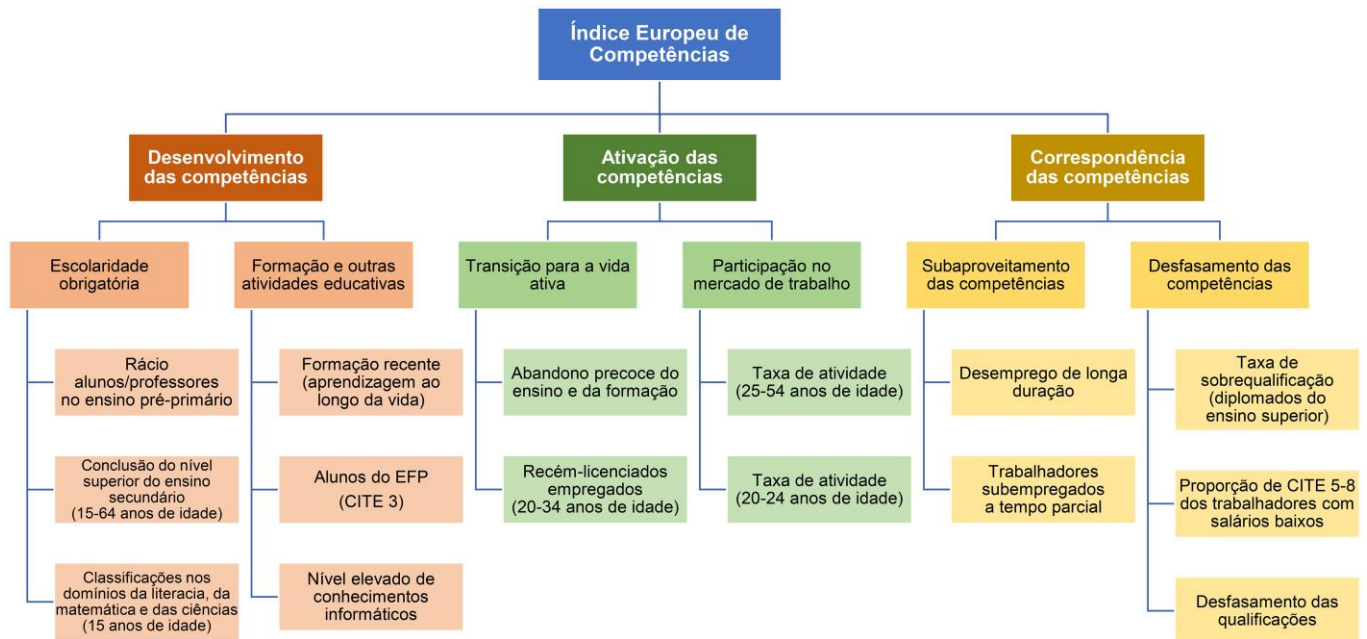 Índice Europeu de
Competências
Desenvolvimento
das competências
Ativação das
competências
Correspondência
das competências
Escolaridade
obrigatória
Formação e outras
atividades educativas
Transição para a vida
ativa
Participação no
mercado de trabalho
Subaproveitamento
das competências
Desfasamento das
competências
Rácio
alunos/professores
no ensino pré-primário
Formação recente
(aprendizagem ao
longo da vida)
Abandono precoce do
ensino e da formação
Taxa de atividade
(25-54 anos de idade)
Desemprego de longa
duração
Taxa de
sobrequalificação
(diplomados do
ensino superior)
Conclusão do nível
superior do ensino
secundário
(15-64 anos de idade)
Alunos do EFP
(CITE 3)
Recém-licenciados
empregados
(20-34 anos de idade)
Taxa de atividade
(20-24 anos de idade)
Trabalhadores
subempregados
a tempo parcial
Proporção de CITE 5-8
dos trabalhadores com
salários baixos
Classificações nos
domínios da literacia, da
matemática e das ciências
(15 anos de idade)
Nível elevado de
conhecimentos
informáticos
Desfasamento das
qualificações